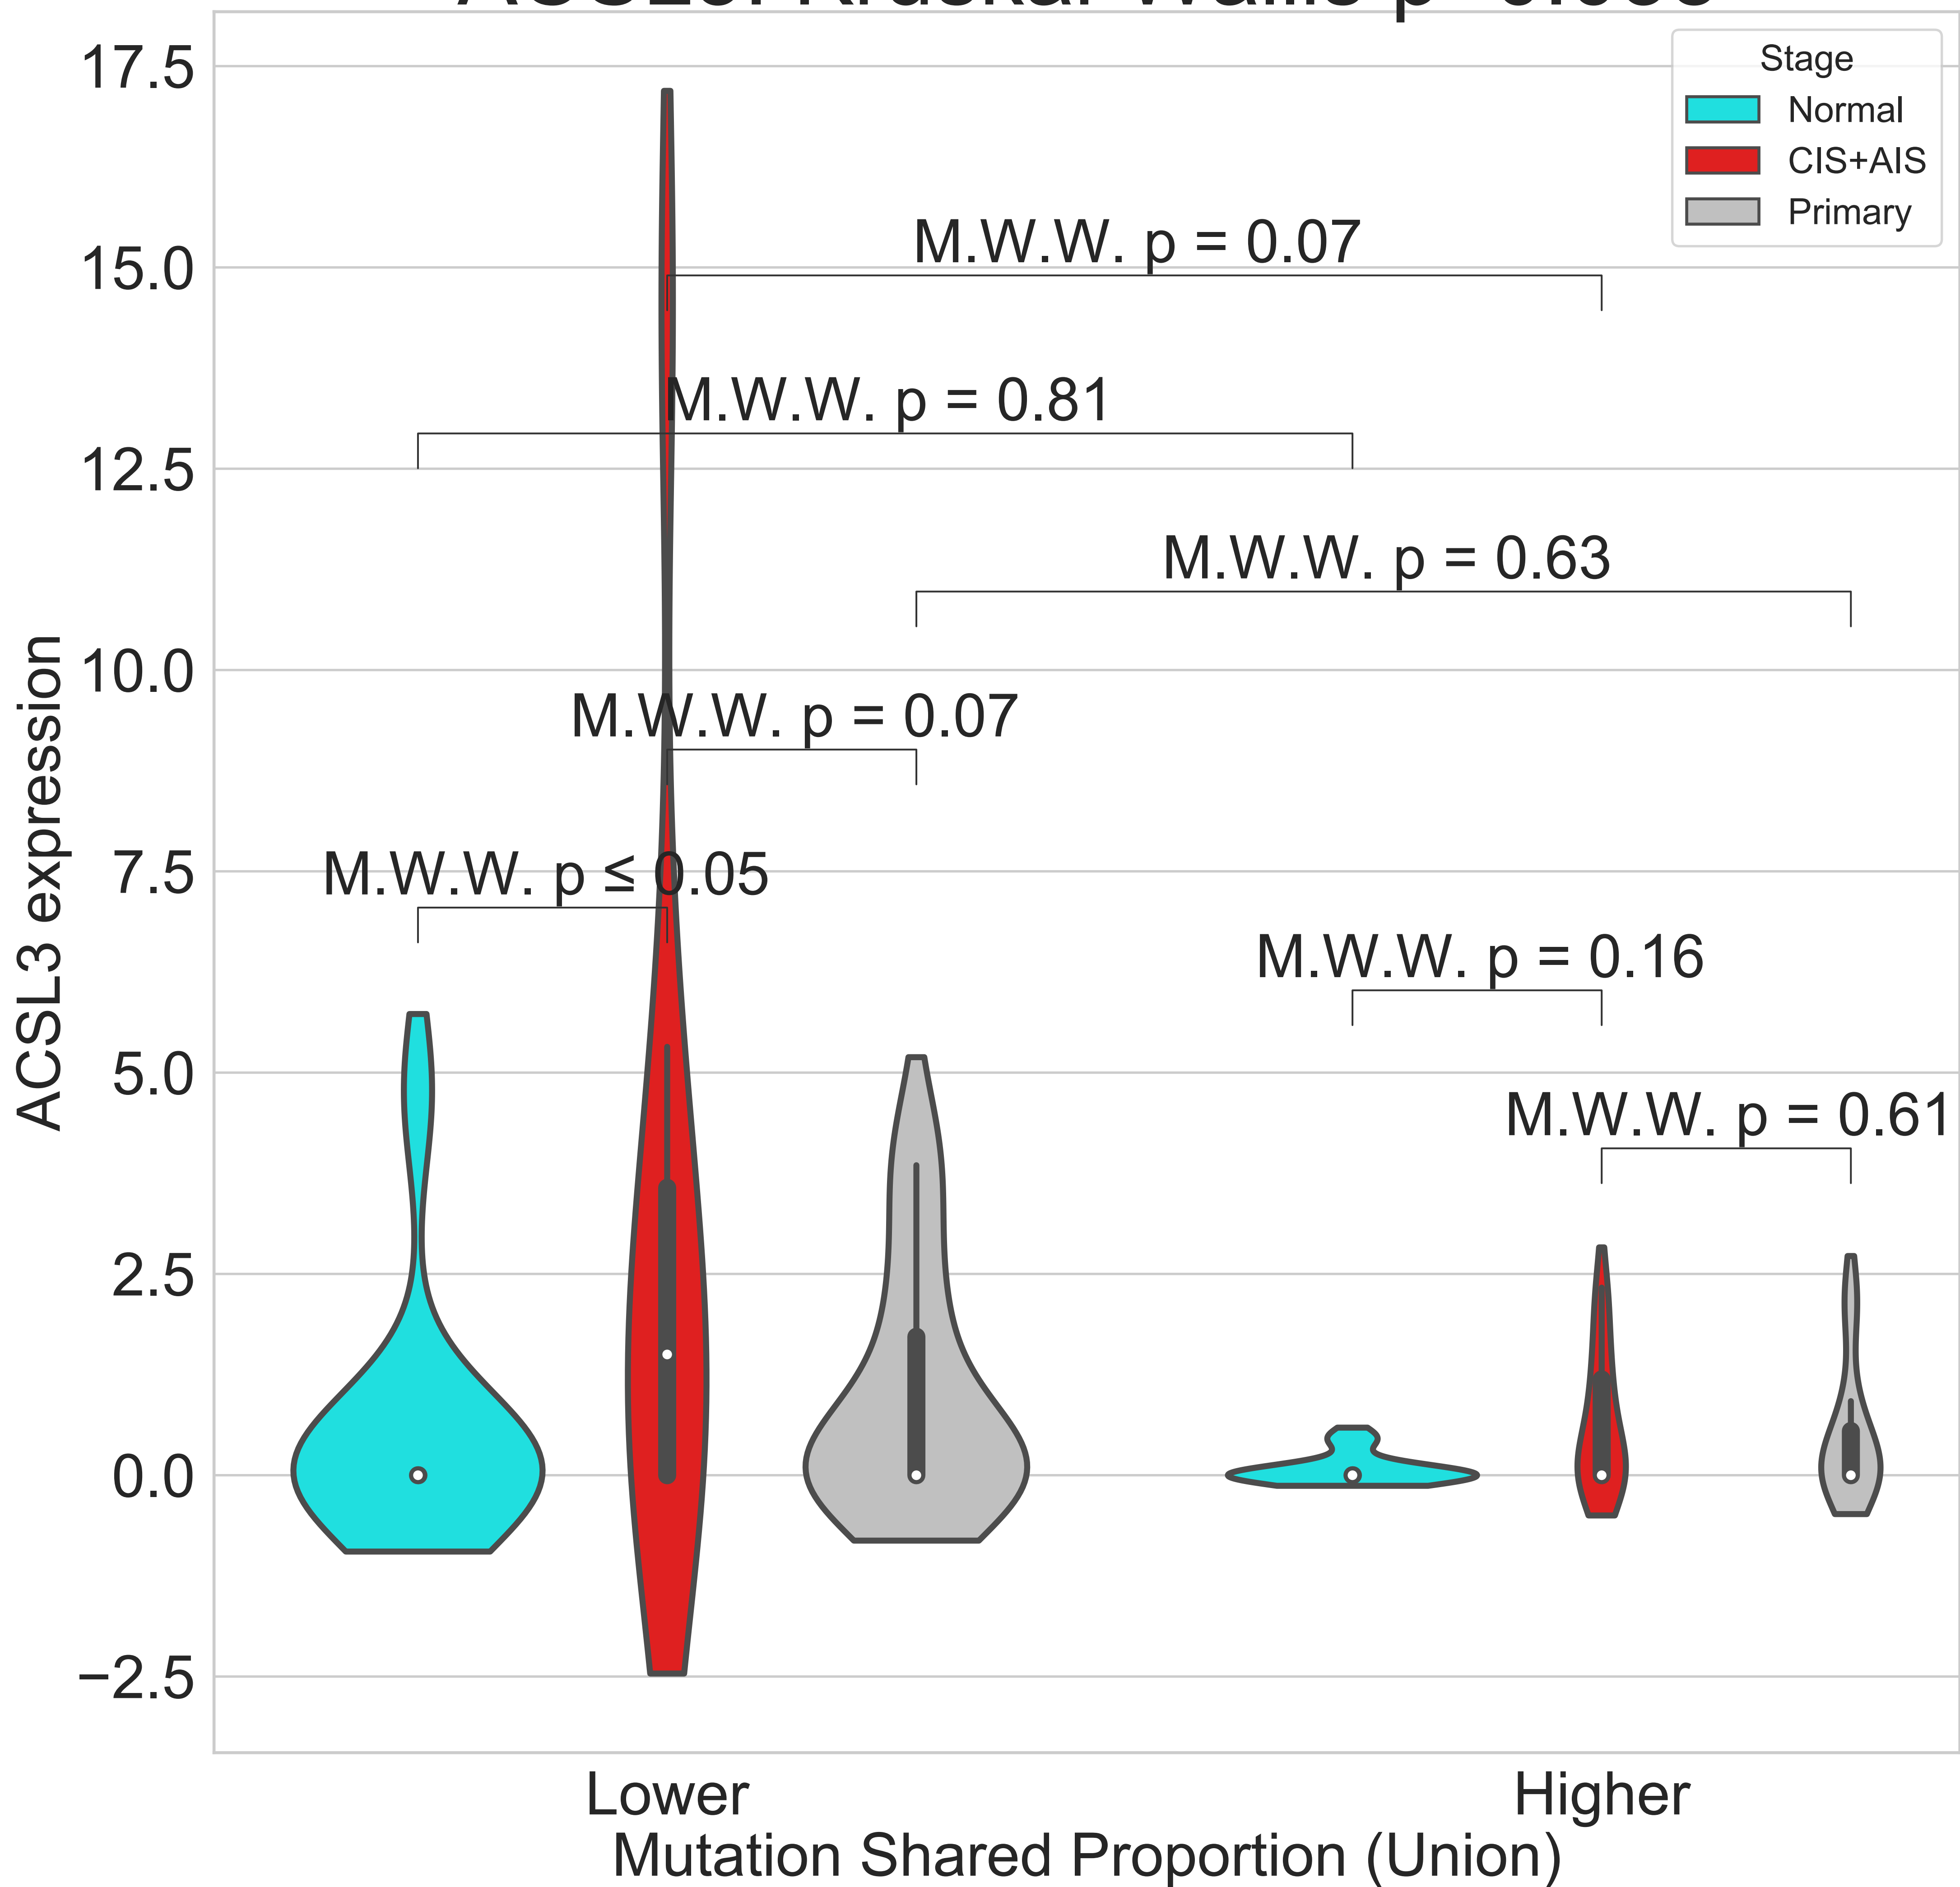 17.5
15.0
12.5
10.0
7.5
5.0
2.5
0.0
−2.5
ACSL3 expression
Stage
Normal
CIS+AIS
Primary
M.W.W. p = 0.07
M.W.W. p = 0.81
M.W.W. p = 0.63
M.W.W. p = 0.07
M.W.W. p ≤ 0.05
M.W.W. p = 0.16
M.W.W. p = 0.61
Lower
Higher
Mutation Shared Proportion (Union)